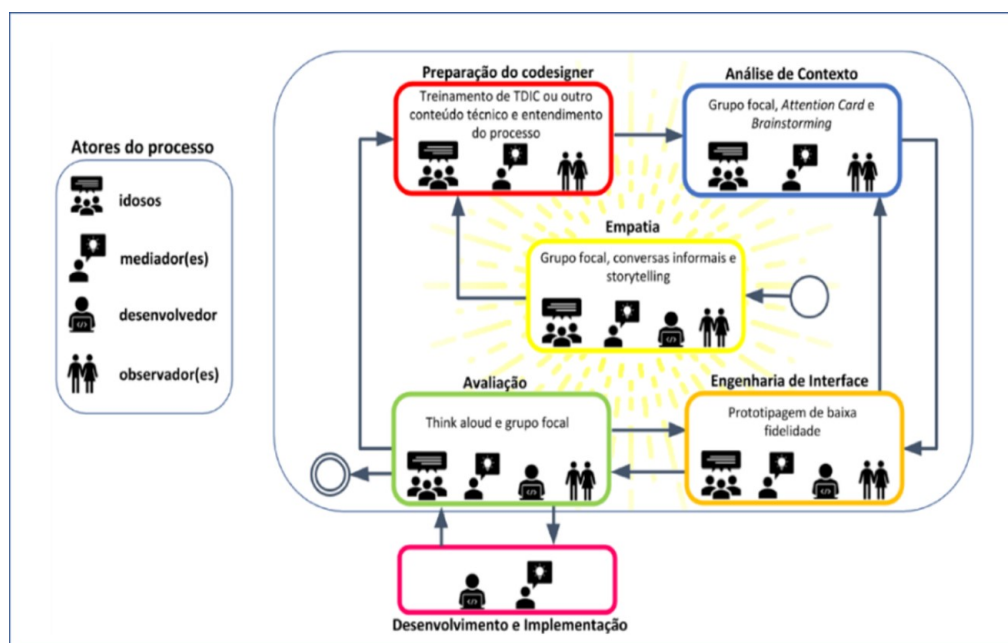 Atores do processo
idosos
mediador(es)
desenvolvedor
observador(es)
Preparação do codesigner
Treinamento de TDIC ou outro
conteúdo técnico e entendimento
do processo
Análise de Contexto
Grupo focal, Attention Card e
Brainstorming
Empatia
Grupo focal, conversas informais e
storytelling
Avaliação
Think aloud e grupo focal
Engenharia de Interface
Prototipagem de baixa
fidelidade
Desenvolvimento e Implementação